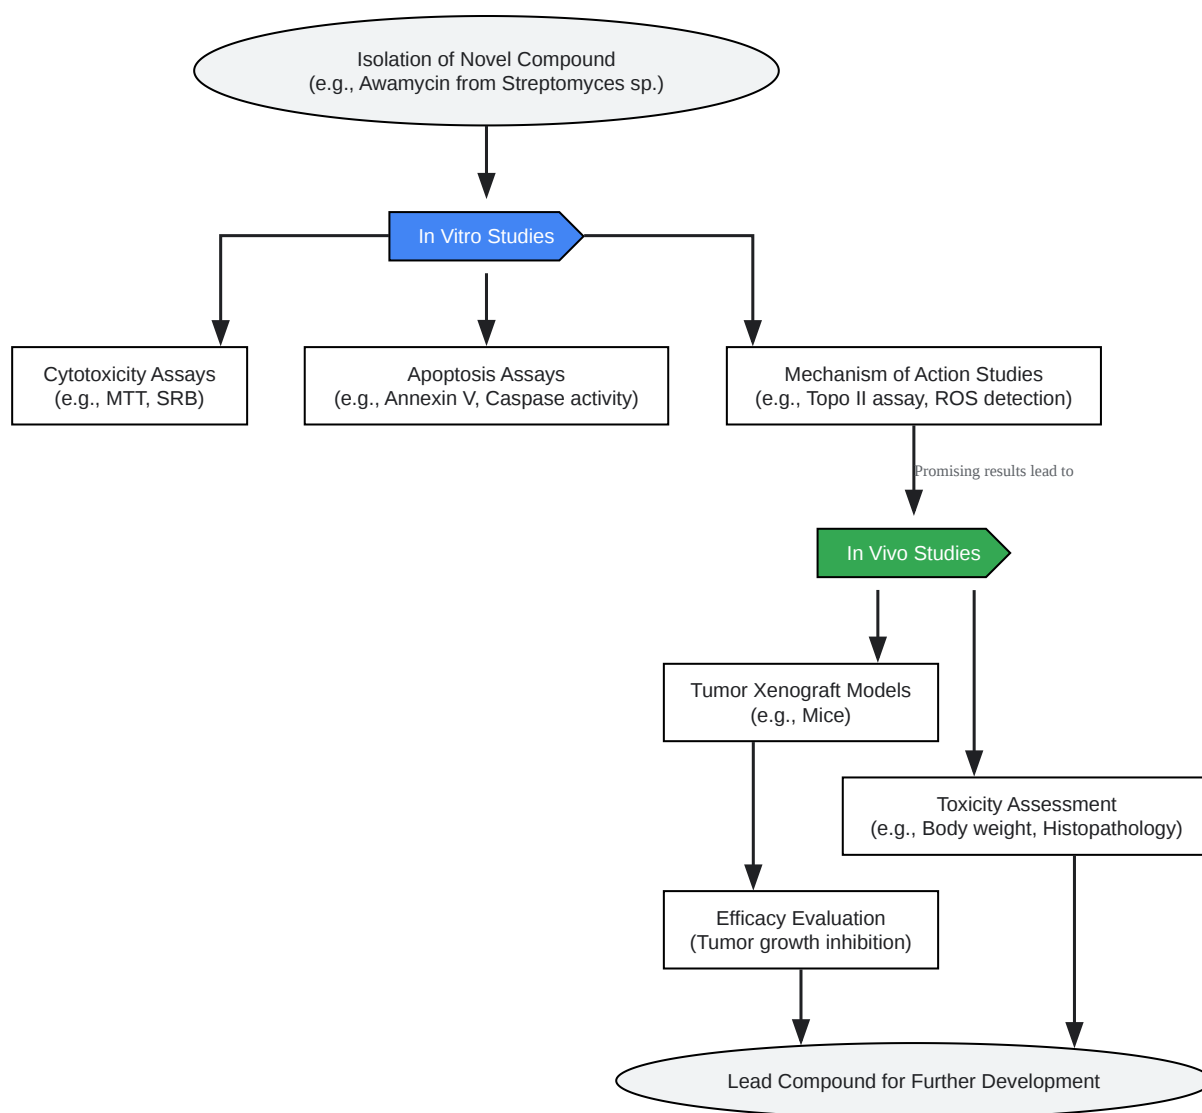 Isolation of Novel Compound
(e.g., Awamycin from Streptomyces sp.)
In Vitro Studies
Cytotoxicity Assays
(e.g., MTT, SRB)
Apoptosis Assays
(e.g., Annexin V, Caspase activity)
Mechanism of Action Studies
(e.g., Topo II assay, ROS detection)
Promising results lead to
In Vivo Studies
Tumor Xenograft Models
(e.g., Mice)
Toxicity Assessment
(e.g., Body weight, Histopathology)
Efficacy Evaluation
(Tumor growth inhibition)
Lead Compound for Further Development